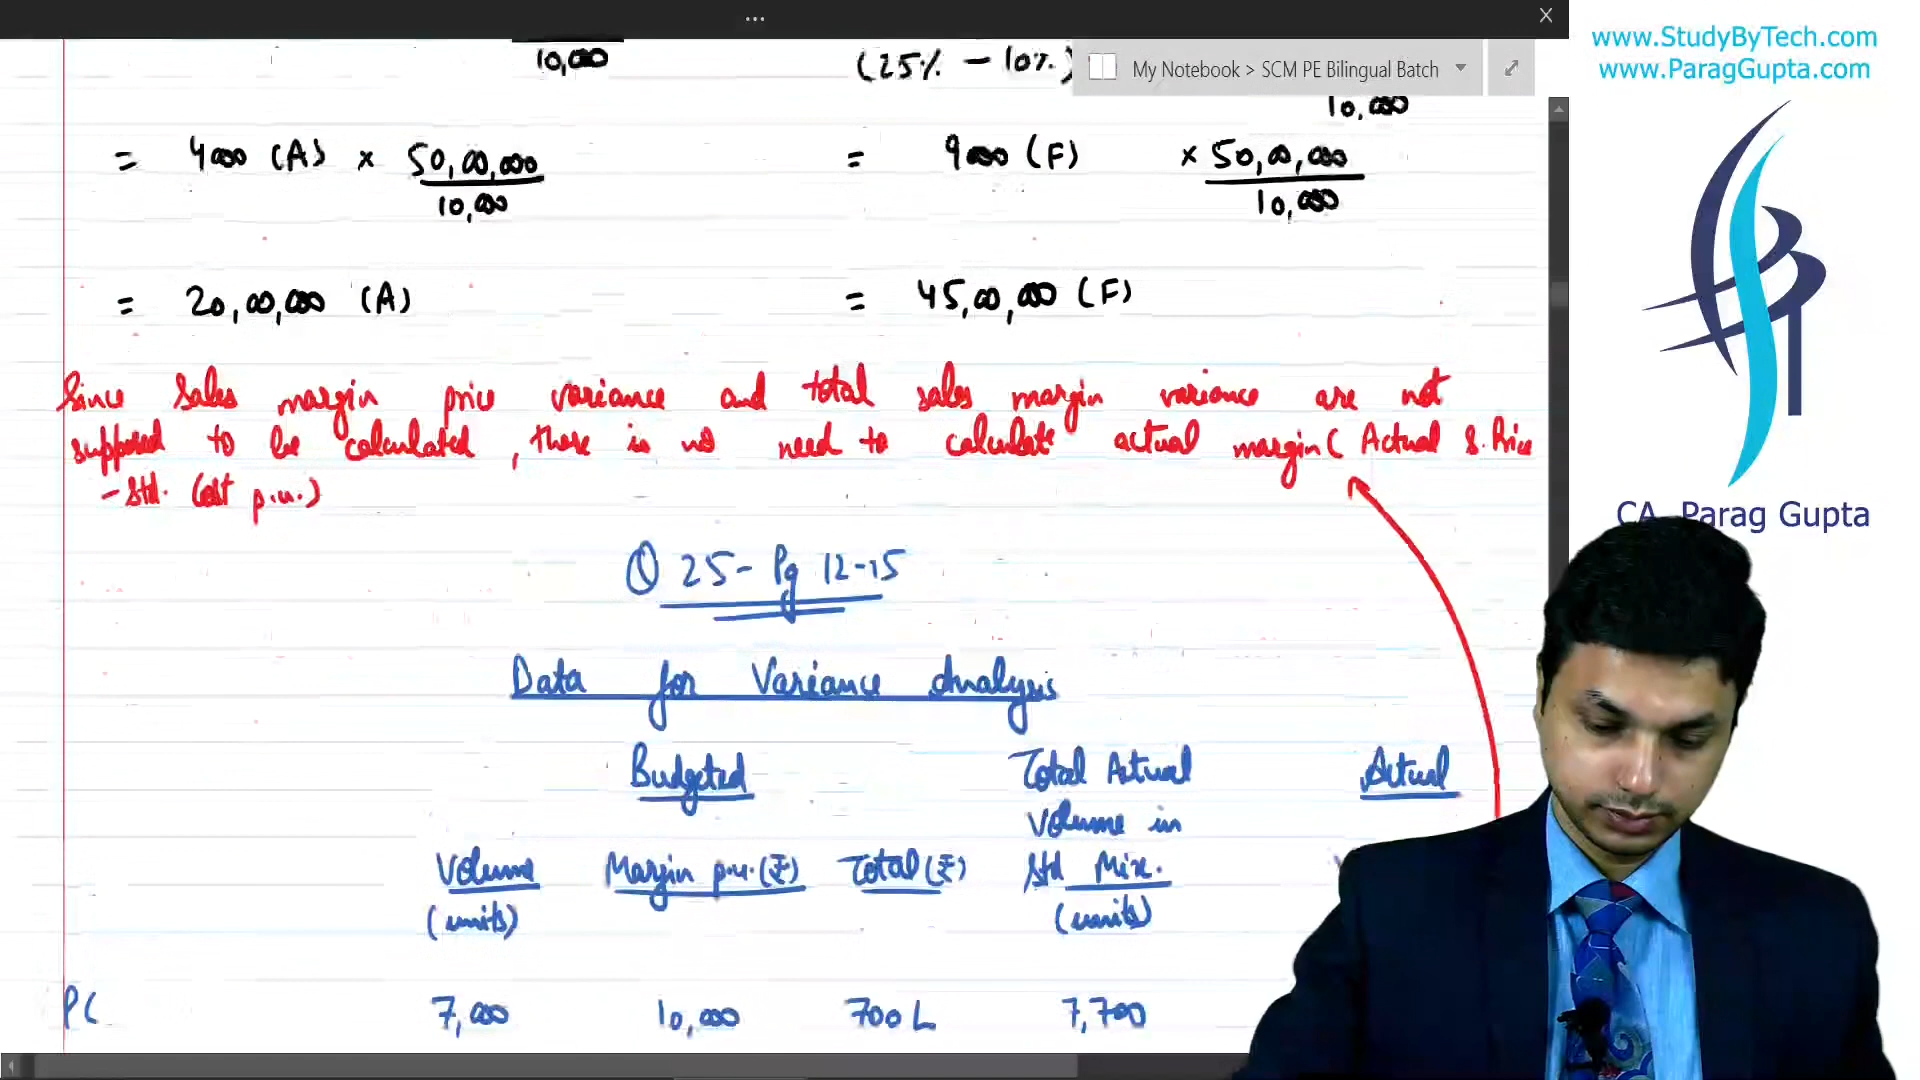 ...
X
www.StudyByTech.com
www.ParagGupta.com
10,000
(25% - 10%)
My Notebook > SCM PE Bilingual Batch
10,000
= 4000 (A) x 50,00,000
10,000
= 9000 (F) x 50,00,000
10,000
= 20,00,000 (A)
= 45,00,000 (F)
Since Sales margin price variance and total sales margin variance are not
supposed to be calculated, there is no need to calculate actual margin (Actual S. Price
- Std. Cost p.u.)
CA. Parag Gupta
Q 25- Pg 12-15
Data for Variance Analysis
Budgeted
Total Actual
Volume in
Std Mix.
(units)
Actual
Volume
(units)
Margin p.u. (₹)
Total (₹)
PC 7,000 10,000 700L 7,700